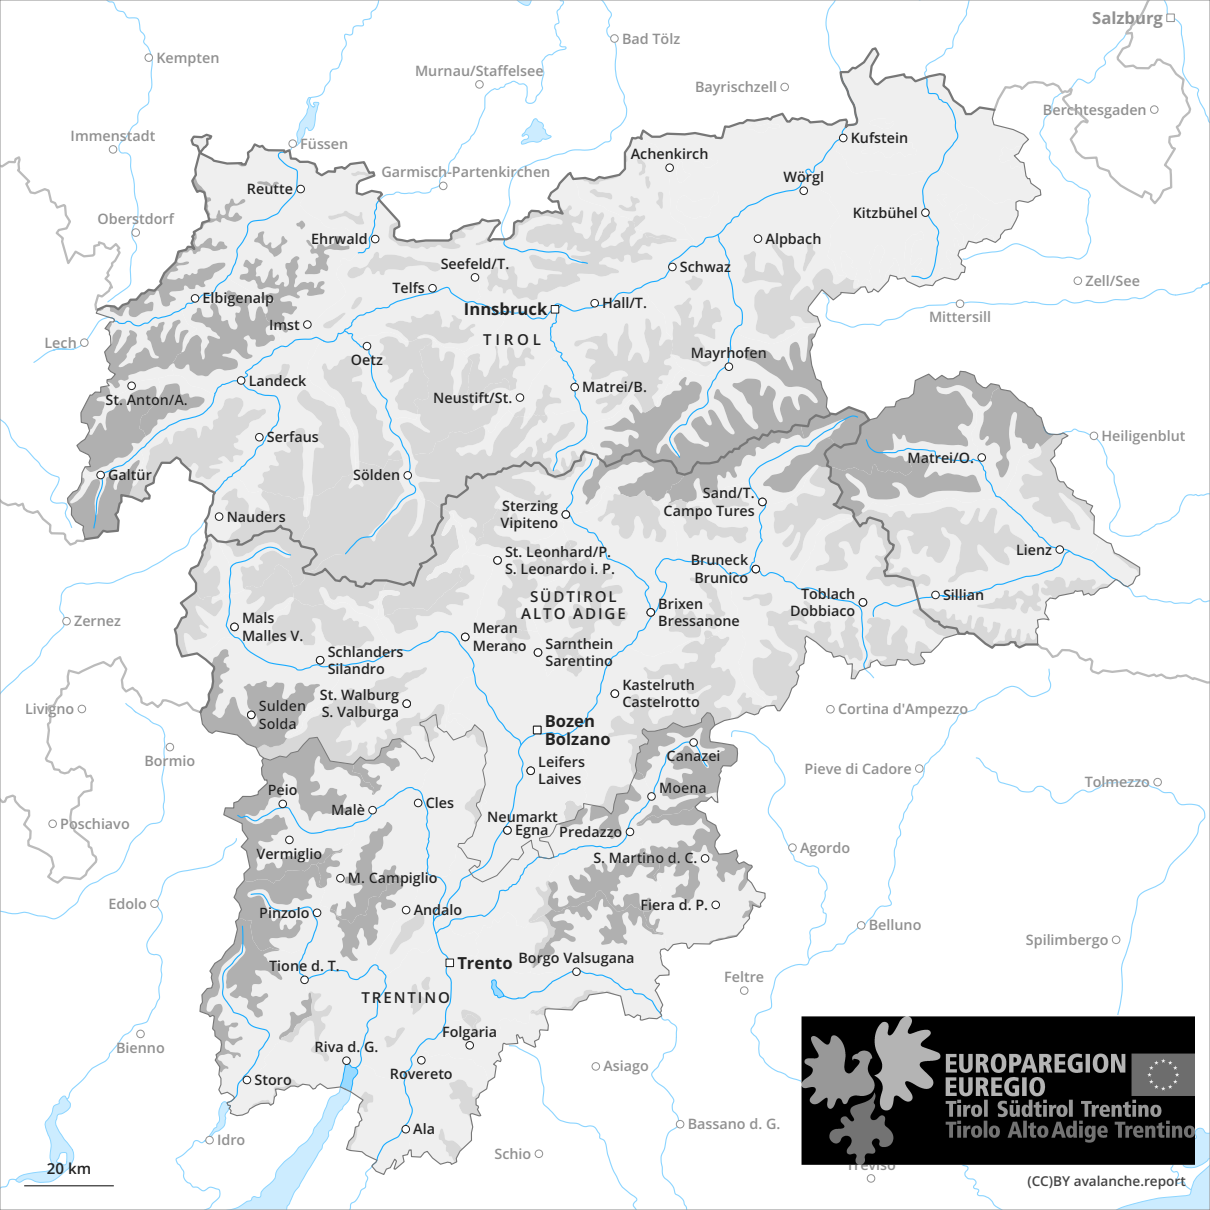 Salzburg
Bad Tölz
Kempten
Murnau/Staffelsee
Bayrischzell
Berchtesgaden
Immenstadt
Füssen
Kufstein
Achenkirch
Garmisch-Partenkirchen
Wörgl
Reutte
Kitzbühel
Oberstdorf
Ehrwald
Alpbach
Seefeld/T.
Schwaz
Zell/See
Telfs
Elbigenalp
Innsbruck
Hall/T.
Mittersill
Imst
TIROL
Lech
Oetz
Mayrhofen
Landeck
Matrei/B.
St. Anton/A.
Neustift/St.
Serfaus
Heiligenblut
Matrei/O.
Galtür
Sölden
Sand/T.
Campo Tures
Sterzing
Vipiteno
Nauders
Lienz
St. Leonhard/P.
S. Leonardo i. P.
Bruneck
Brunico
SÜDTIROL
ALTO ADIGE
Toblach
Dobbiaco
Sillian
Brixen
Bressanone
Zernez
Mals
Malles V.
Meran
Merano
Sarnthein
Sarentino
Schlanders
Silandro
Kastelruth
Castelrotto
St. Walburg
S. Valburga
Livigno
Sulden
Solda
Cortina d'Ampezzo
Bozen
Bolzano
Bormio
Canazei
Leifers
Laives
Pieve di Cadore
Tolmezzo
Peio
Moena
Malè
Cles
Neumarkt
Egna
Predazzo
Poschiavo
Vermiglio
Agordo
S. Martino d. C.
M. Campiglio
Edolo
Pinzolo
Andalo
Fiera d. P.
Belluno
Spilimbergo
Trento
Borgo Valsugana
Tione d. T.
Feltre
TRENTINO
Bienno
Folgaria
Riva d. G.
Rovereto
Asiago
Storo
EUROPAREGION
EUREGIO
Tirol Südtirol Trentino
Tirolo Alto Adige Trentino
Idro
Ala
Bassano d. G.
Schio
Treviso
20 km
(CC)BY avalanche.report